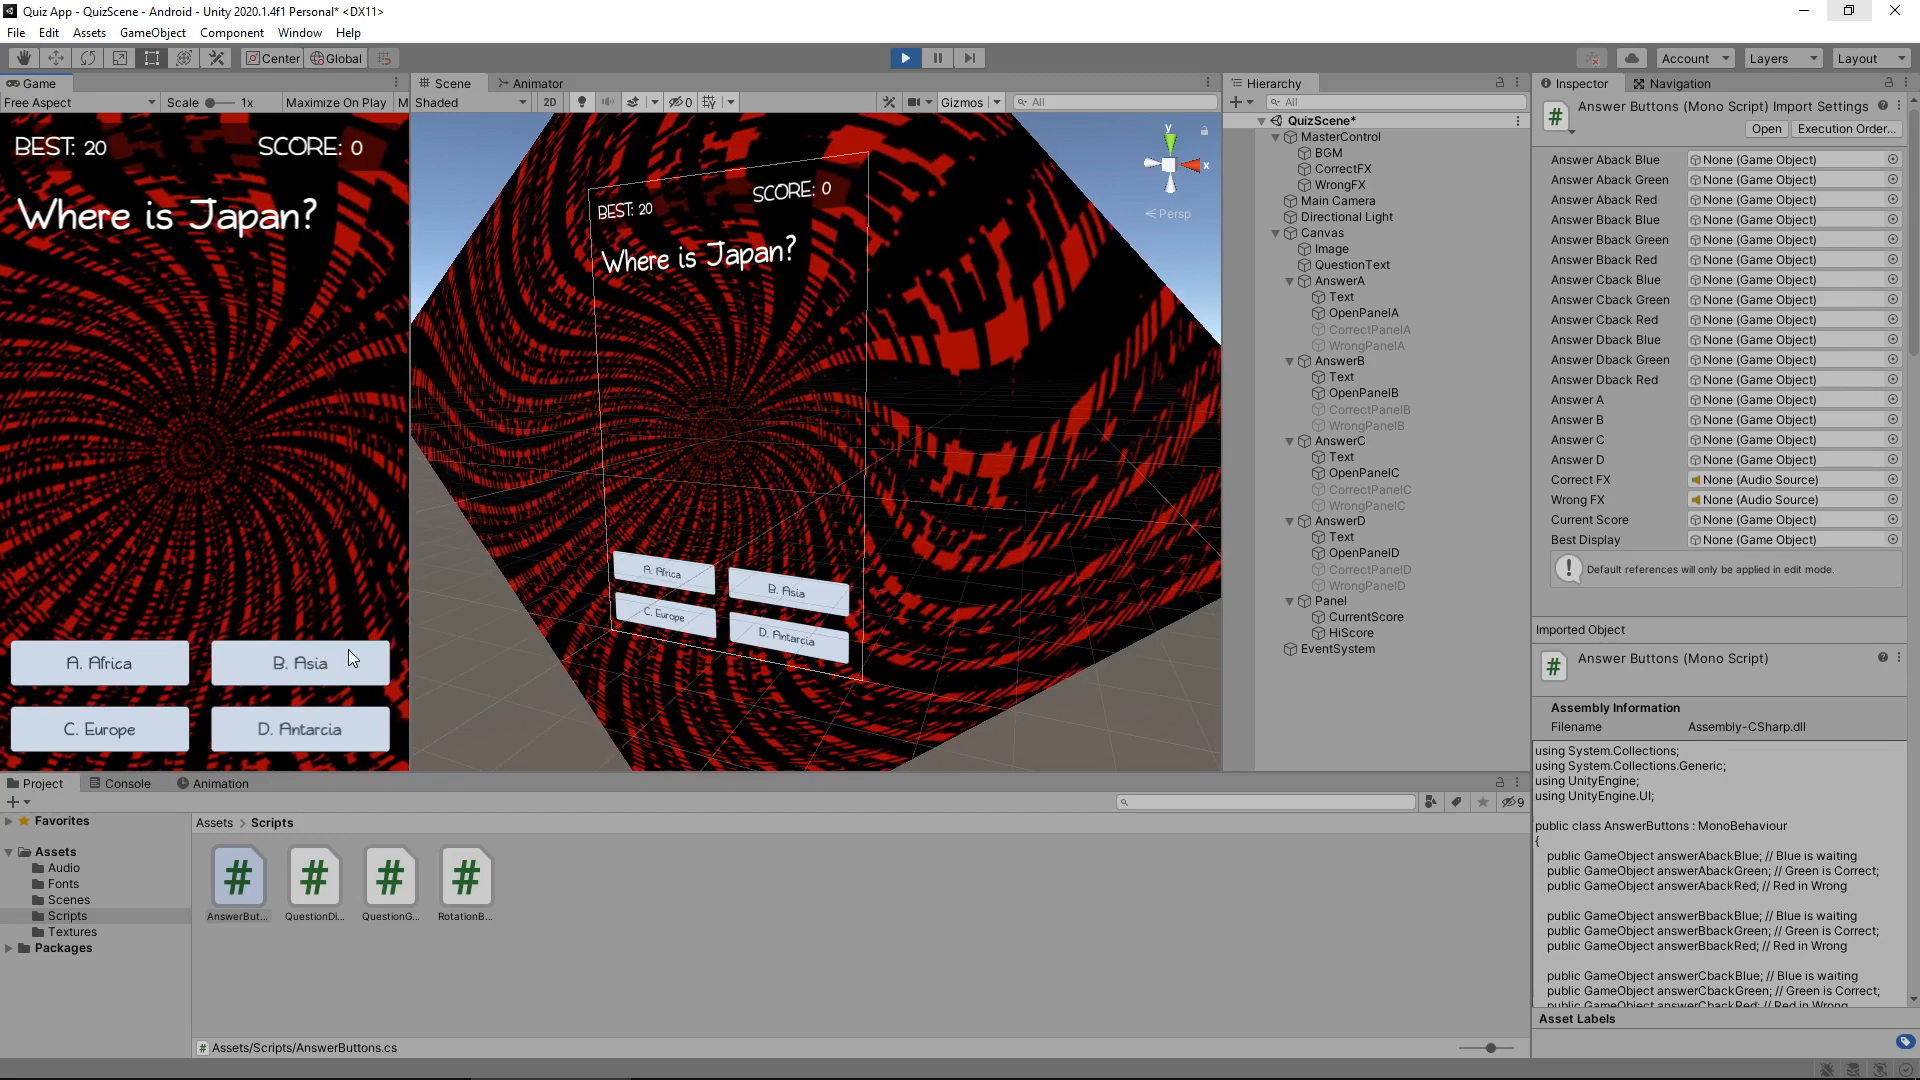 Quiz App - QuizScene - Android - Unity 2020.1.4f1 Personal* <DX11>
File Edit Assets GameObject Component Window Help
Center Global Account Layers Layout
Game
Free Aspect Scale 1x Maximize On Play M
BEST: 20 SCORE: 0
Where is Japan?
A. Africa B. Asia
C. Europe D. Antarcia
Scene Animator
Shaded 2D 0 Gizmos All
y
x
Persp
BEST: 20 SCORE: 0
Where is Japan?
A. Africa B. Asia
C. Europe D. Antarcia
Hierarchy
All
QuizScene*
MasterControl
BGM
CorrectFX
WrongFX
Main Camera
Directional Light
Canvas
Image
QuestionText
AnswerA
Text
OpenPanelA
CorrectPanelA
WrongPanelA
AnswerB
Text
OpenPanelB
CorrectPanelB
WrongPanelB
AnswerC
Text
OpenPanelC
CorrectPanelC
WrongPanelC
AnswerD
Text
OpenPanelD
CorrectPanelD
WrongPanelD
Panel
CurrentScore
HiScore
EventSystem
Inspector Navigation
Answer Buttons (Mono Script) Import Settings
Open Execution Order...
Answer Aback Blue None (Game Object)
Answer Aback Green None (Game Object)
Answer Aback Red None (Game Object)
Answer Bback Blue None (Game Object)
Answer Bback Green None (Game Object)
Answer Bback Red None (Game Object)
Answer Cback Blue None (Game Object)
Answer Cback Green None (Game Object)
Answer Cback Red None (Game Object)
Answer Dback Blue None (Game Object)
Answer Dback Green None (Game Object)
Answer Dback Red None (Game Object)
Answer A None (Game Object)
Answer B None (Game Object)
Answer C None (Game Object)
Answer D None (Game Object)
Correct FX None (Audio Source)
Wrong FX None (Audio Source)
Current Score None (Game Object)
Best Display None (Game Object)
Default references will only be applied in edit mode.
Imported Object
Answer Buttons (Mono Script)
Assembly Information
Filename Assembly-CSharp.dll
using System.Collections;
using System.Collections.Generic;
using UnityEngine;
using UnityEngine.UI;
public class AnswerButtons : MonoBehaviour
{
public GameObject answerAbackBlue; // Blue is waiting
public GameObject answerAbackGreen; // Green is Correct;
public GameObject answerAbackRed; // Red in Wrong
public GameObject answerBbackBlue; // Blue is waiting
public GameObject answerBbackGreen; // Green is Correct;
public GameObject answerBbackRed; // Red in Wrong
public GameObject answerCbackBlue; // Blue is waiting
public GameObject answerCbackGreen; // Green is Correct;
public GameObject answerCbackRed; // Red in Wrong
Asset Labels
Project Console Animation
9
Favorites
Assets
Audio
Fonts
Scenes
Scripts
Textures
Packages
Assets > Scripts
AnswerBut... QuestionDi... QuestionG... RotationB...
Assets/Scripts/AnswerButtons.cs